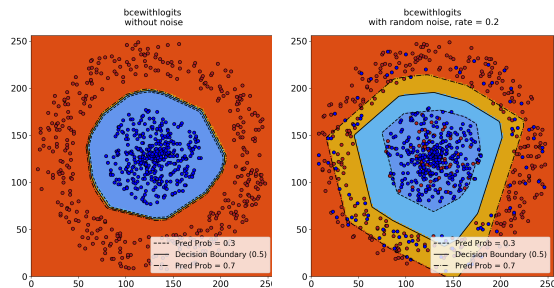 bcewithlogits
without noise
250
200
150
100
50
0
0
50
100
150
200
250
Pred Prob = 0.3
Decision Boundary (0.5)
Pred Prob = 0.7
bcewithlogits
with random noise, rate = 0.2
250
200
150
100
50
0
0
50
100
150
200
250
Pred Prob = 0.3
Decision Boundary (0.5)
Pred Prob = 0.7